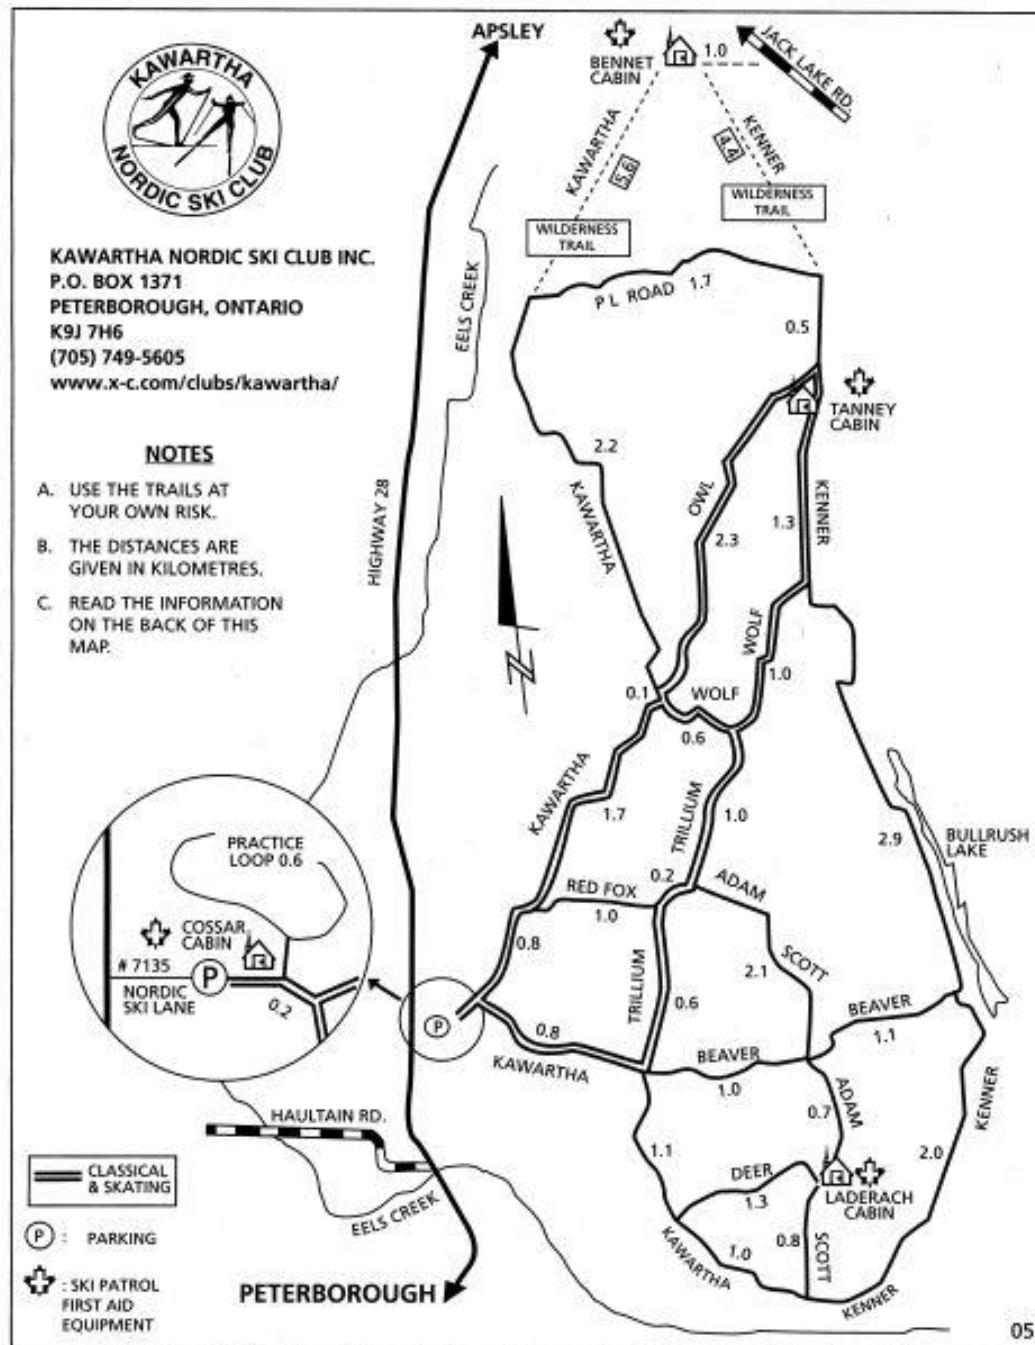 APSLEY
BENNET
CABIN
1.0
JACK LAKE RD.
KAWARTHA
NORDIC SKI CLUB
KAWARTHA
5.6
KENNER
4.4
WILDERNESS
TRAIL
WILDERNESS
TRAIL
KAWARTHA NORDIC SKI CLUB INC.
P.O. BOX 1371
PETERBOROUGH, ONTARIO
K9J 7H6
(705) 749-5605
www.x-c.com/clubs/kawartha/
EELS CREEK
P L ROAD 1.7
0.5
TANNEY
CABIN
NOTES
A. USE THE TRAILS AT
YOUR OWN RISK.
B. THE DISTANCES ARE
GIVEN IN KILOMETRES.
C. READ THE INFORMATION
ON THE BACK OF THIS
MAP.
HIGHWAY 28
2.2
KAWARTHA
OWL
2.3
1.3
KENNER
N
WOLF
1.0
0.1
WOLF
0.6
KAWARTHA
1.7
TRILLIUM
1.0
2.9
BULLRUSH
LAKE
PRACTICE
LOOP 0.6
COSSAR
CABIN
# 7135
P
NORDIC
SKI LANE
0.2
RED FOX
1.0
0.2
ADAM
SCOTT
2.1
0.8
TRILLIUM
0.6
P
0.8
KAWARTHA
BEAVER
1.0
BEAVER
1.1
ADAM
0.7
KENNER
2.0
HAULTAIN RD.
EELS CREEK
1.1
DEER
1.3
LADERACH
CABIN
KAWARTHA
1.0
0.8
SCOTT
KENNER
CLASSICAL
& SKATING
P : PARKING
: SKI PATROL
FIRST AID
EQUIPMENT
PETERBOROUGH
05